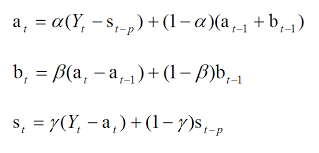 a_t = α(Y_t − s_{t−p}) + (1 − α)(a_{t−1} + b_{t−1})
b_t = β(a_t − a_{t−1}) + (1 − β)b_{t−1}
s_t = γ(Y_t − a_t) + (1 − γ)s_{t−p}